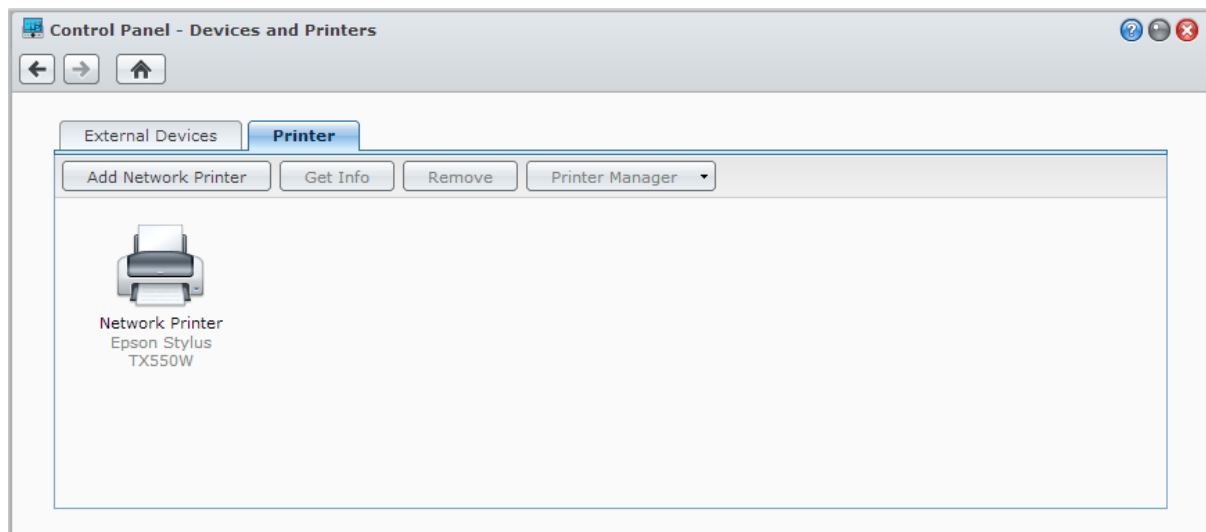 Control Panel - Devices and Printers
External Devices
Printer
Add Network Printer
Get Info
Remove
Printer Manager
Network Printer
Epson Stylus
TX550W